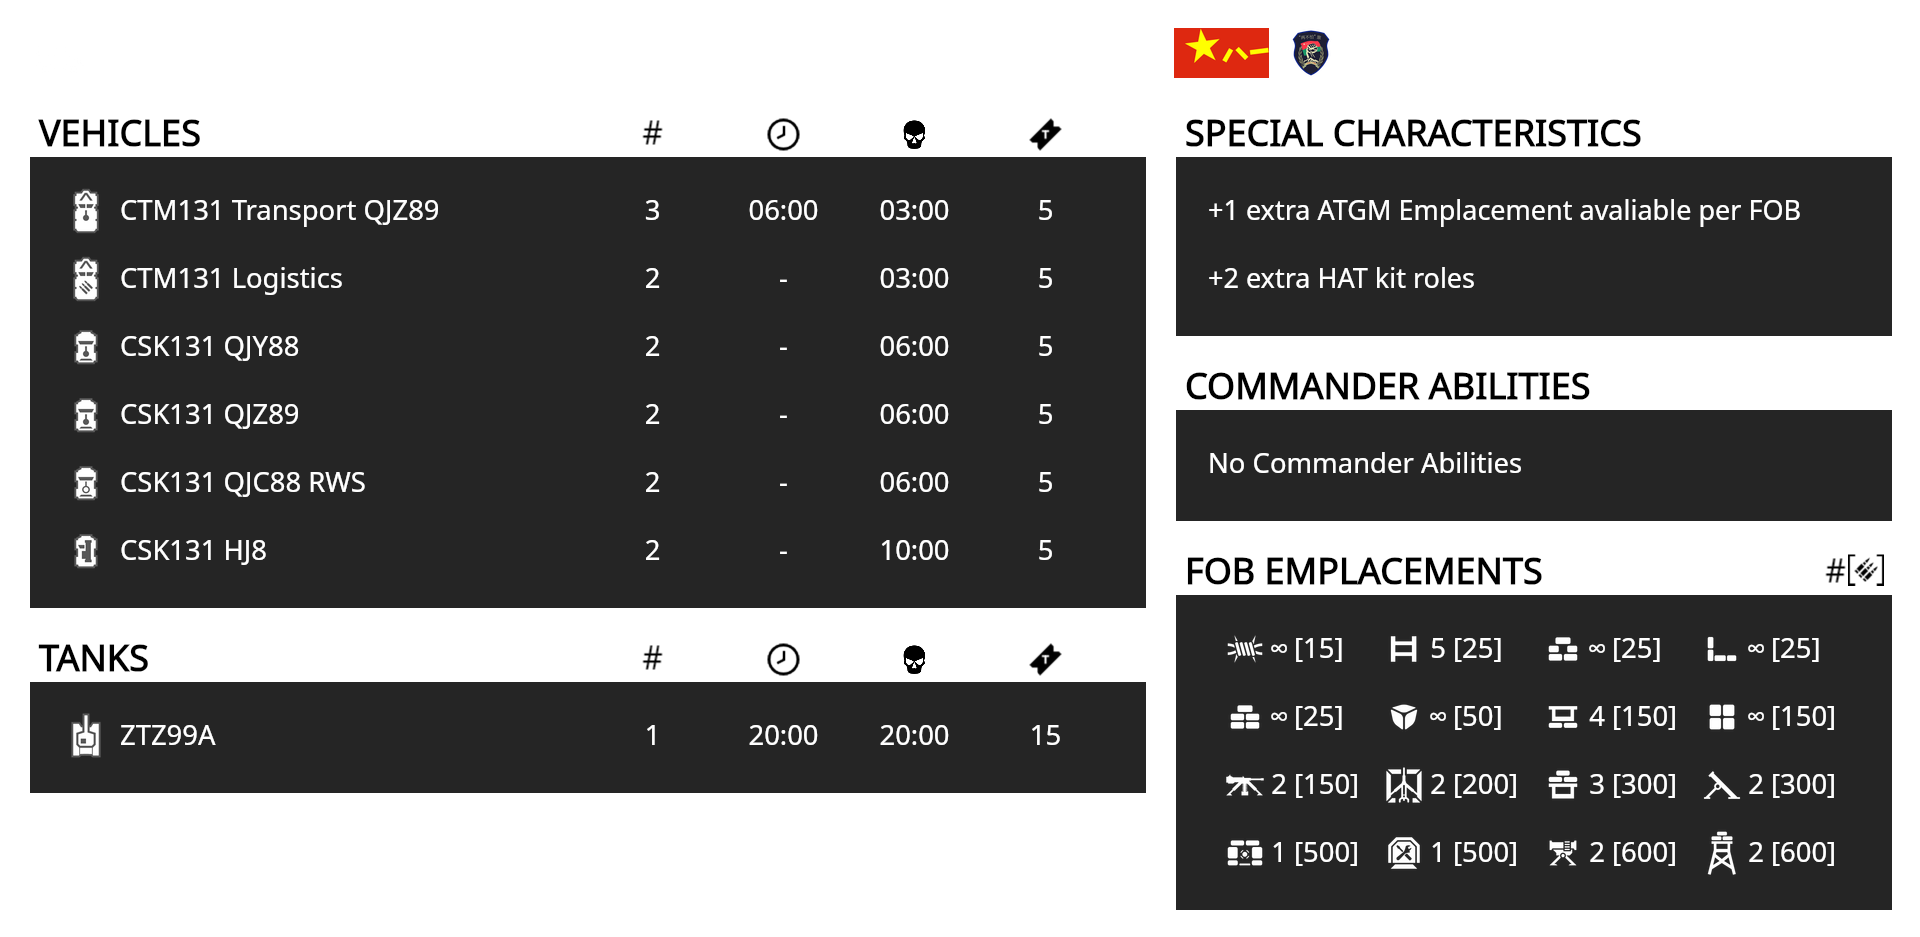 八一
VEHICLES #
CTM131 Transport QJZ89 3 06:00 03:00 5
CTM131 Logistics 2 - 03:00 5
CSK131 QJY88 2 - 06:00 5
CSK131 QJZ89 2 - 06:00 5
CSK131 QJC88 RWS 2 - 06:00 5
CSK131 HJ8 2 - 10:00 5
TANKS #
ZTZ99A 1 20:00 20:00 15
SPECIAL CHARACTERISTICS
+1 extra ATGM Emplacement avaliable per FOB
+2 extra HAT kit roles
COMMANDER ABILITIES
No Commander Abilities
FOB EMPLACEMENTS #[ ]
∞ [15] 5 [25] ∞ [25] ∞ [25]
∞ [25] ∞ [50] 4 [150] ∞ [150]
2 [150] 2 [200] 3 [300] 2 [300]
1 [500] 1 [500] 2 [600] 2 [600]